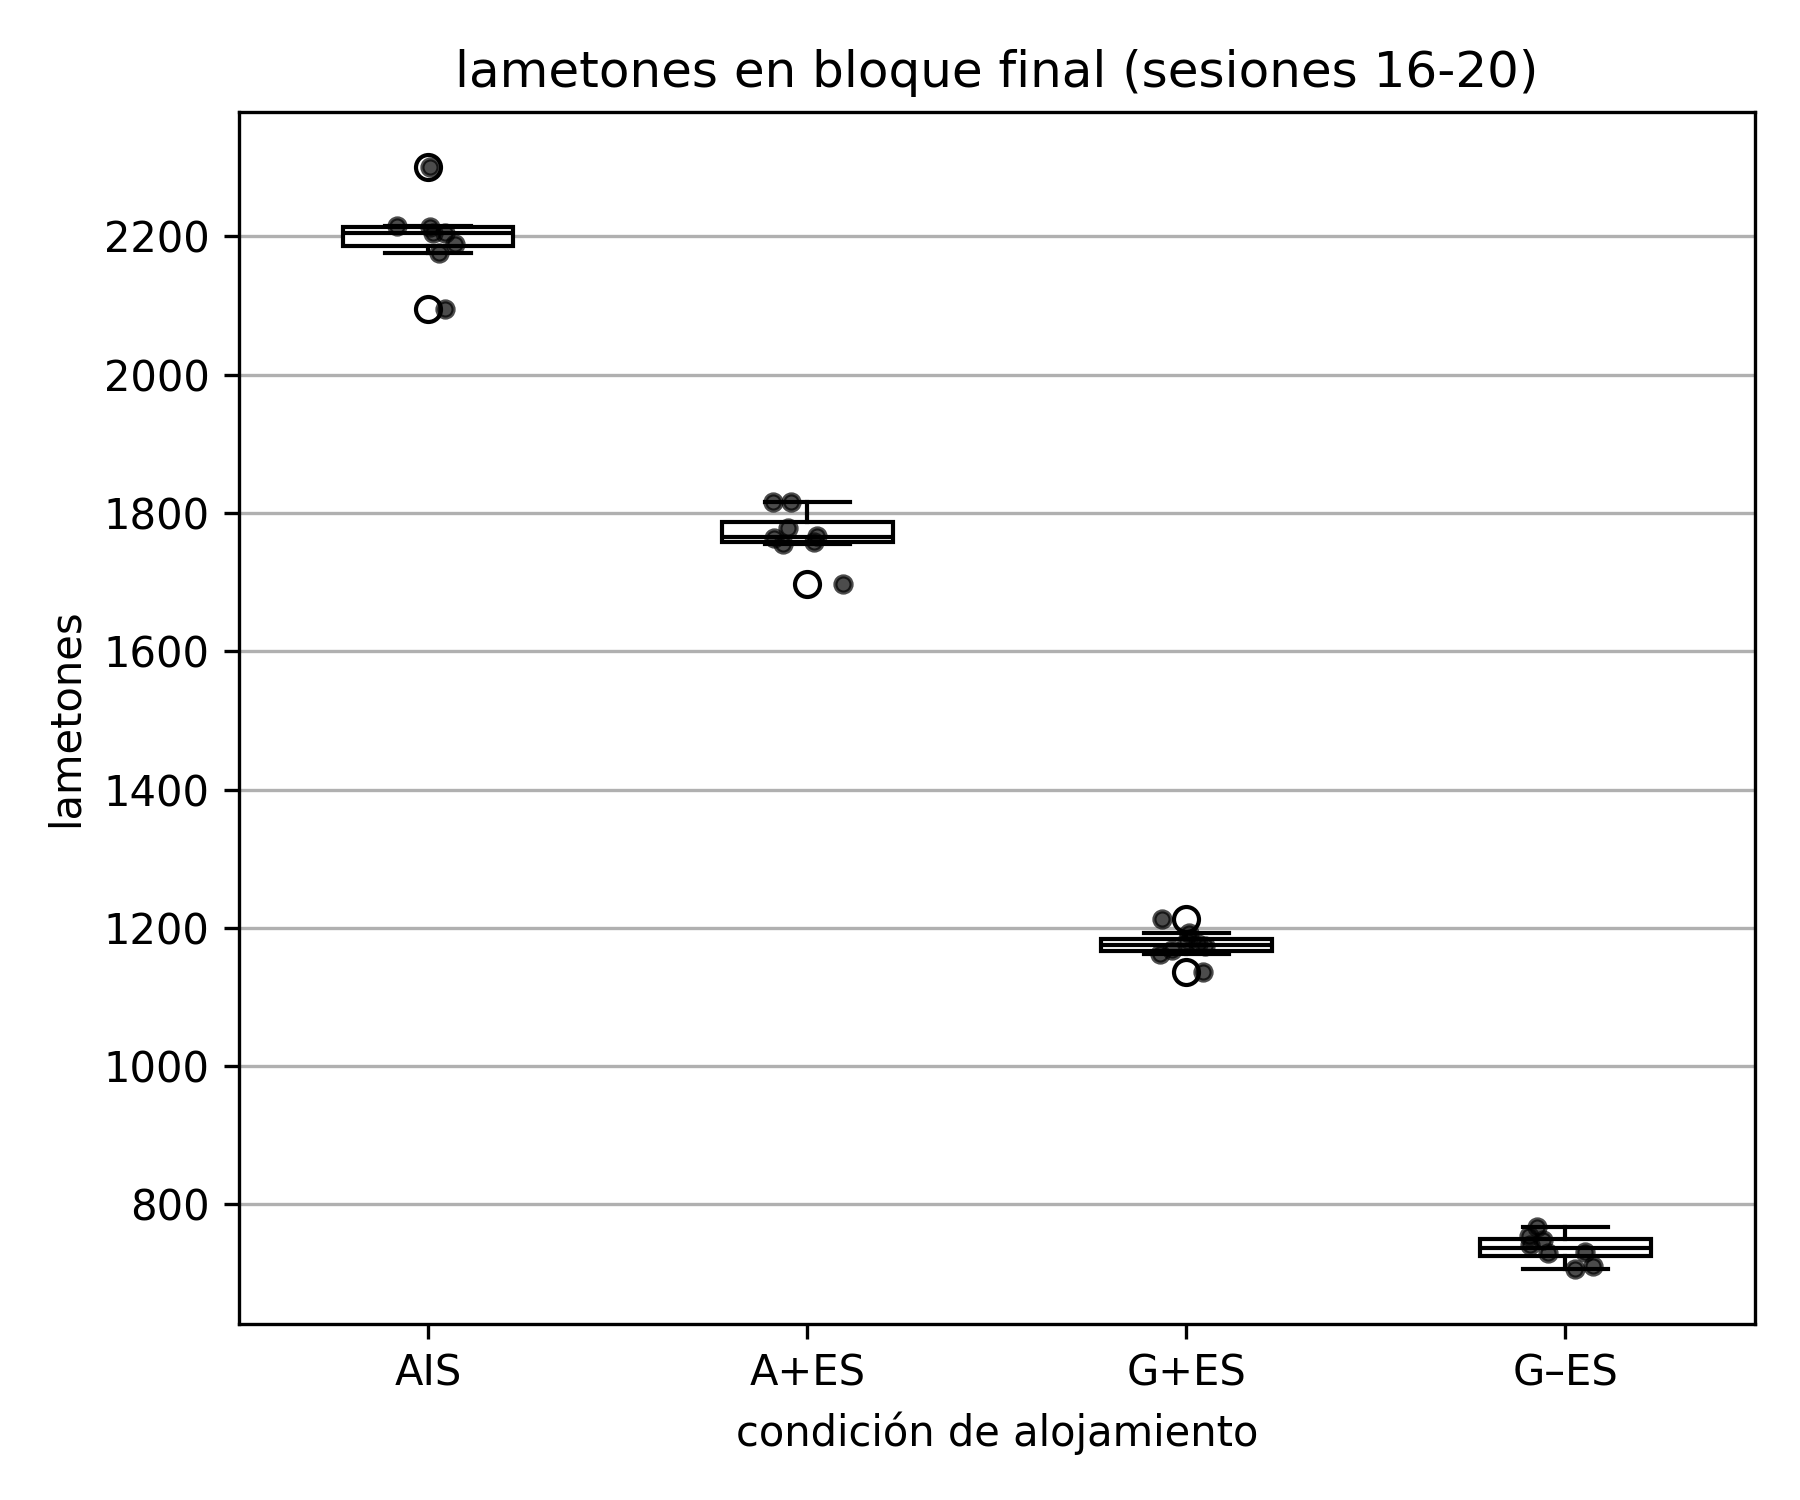 lametones en bloque final (sesiones 16-20)
lametones
2200
2000
1800
1600
1400
1200
1000
800
AIS A+ES G+ES G–ES
condición de alojamiento